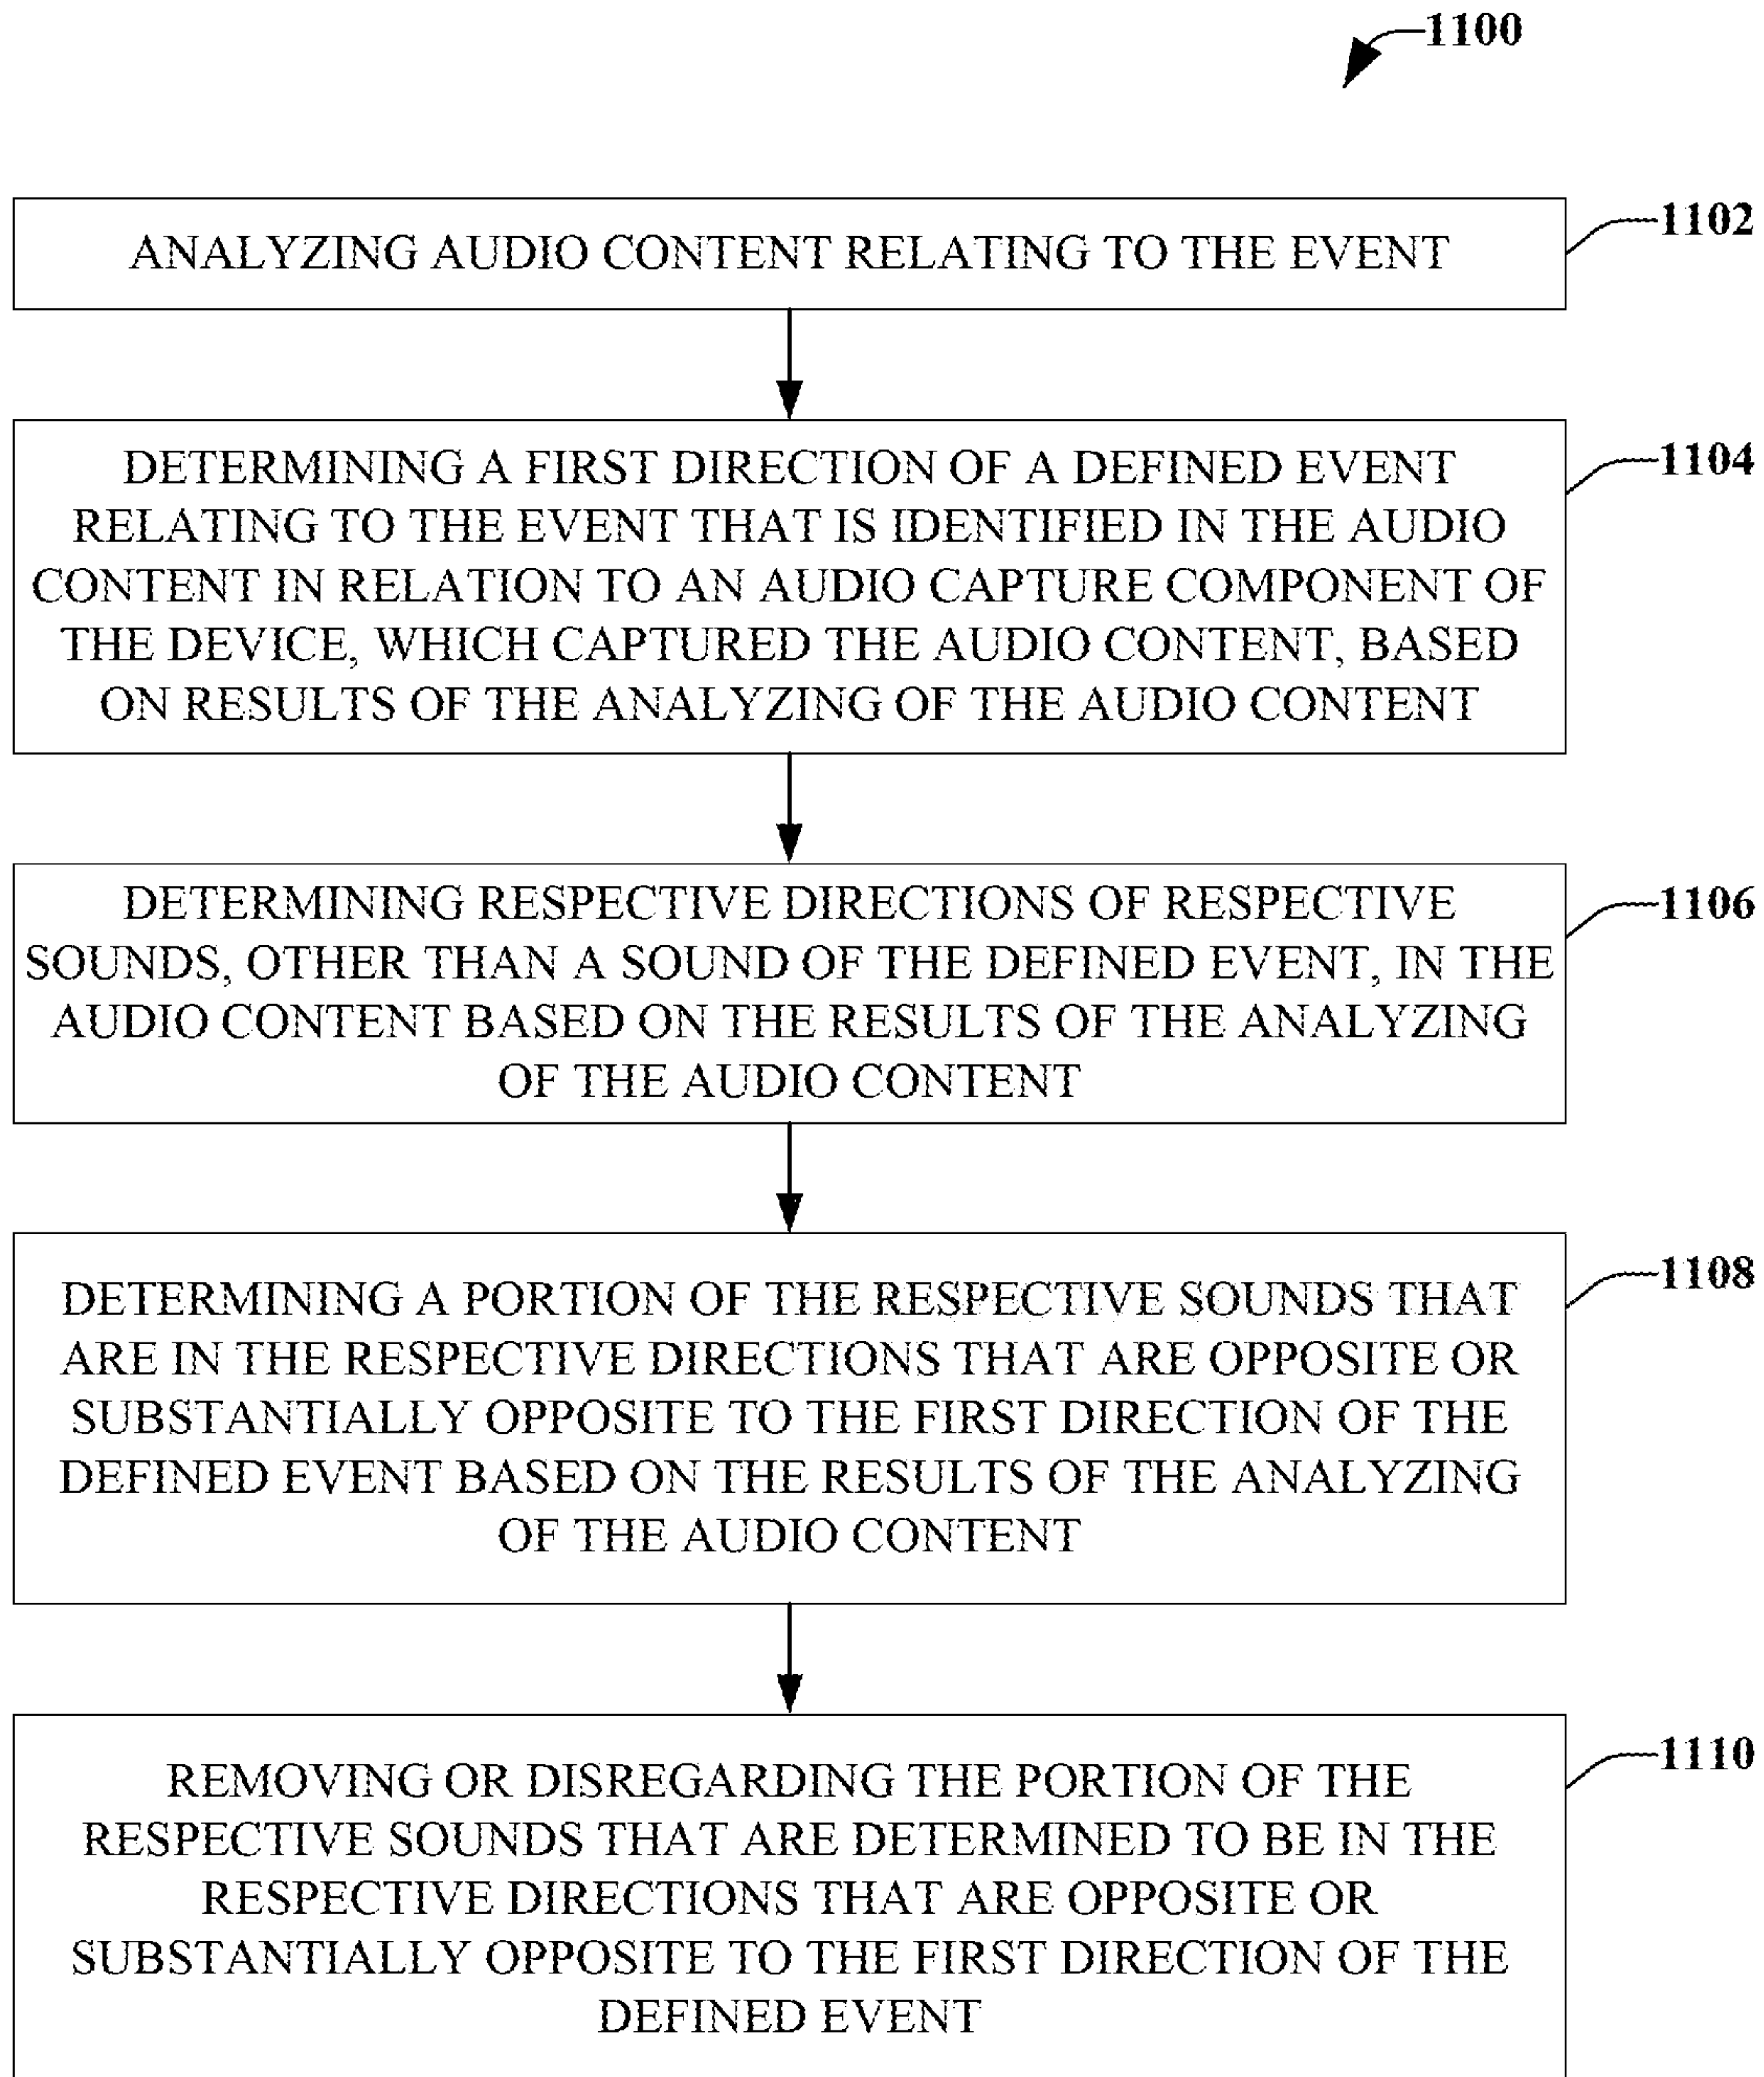 1100
ANALYZING AUDIO CONTENT RELATING TO THE EVENT
1102
DETERMINING A FIRST DIRECTION OF A DEFINED EVENT
RELATING TO THE EVENT THAT IS IDENTIFIED IN THE AUDIO
CONTENT IN RELATION TO AN AUDIO CAPTURE COMPONENT OF
THE DEVICE, WHICH CAPTURED THE AUDIO CONTENT, BASED
ON RESULTS OF THE ANALYZING OF THE AUDIO CONTENT
1104
DETERMINING RESPECTIVE DIRECTIONS OF RESPECTIVE
SOUNDS, OTHER THAN A SOUND OF THE DEFINED EVENT, IN THE
AUDIO CONTENT BASED ON THE RESULTS OF THE ANALYZING
OF THE AUDIO CONTENT
1106
DETERMINING A PORTION OF THE RESPECTIVE SOUNDS THAT
ARE IN THE RESPECTIVE DIRECTIONS THAT ARE OPPOSITE OR
SUBSTANTIALLY OPPOSITE TO THE FIRST DIRECTION OF THE
DEFINED EVENT BASED ON THE RESULTS OF THE ANALYZING
OF THE AUDIO CONTENT
1108
REMOVING OR DISREGARDING THE PORTION OF THE
RESPECTIVE SOUNDS THAT ARE DETERMINED TO BE IN THE
RESPECTIVE DIRECTIONS THAT ARE OPPOSITE OR
SUBSTANTIALLY OPPOSITE TO THE FIRST DIRECTION OF THE
DEFINED EVENT
1110